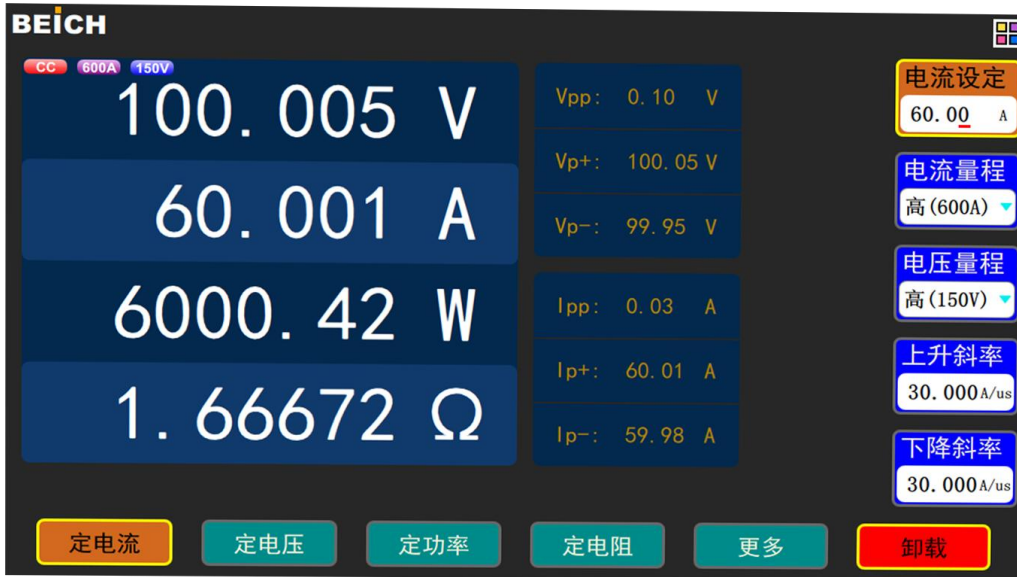 BEICH
CC 600A 150V
100.005 V
60.001 A
6000.42 W
1.66672 Ω
Vpp: 0.10 V
Vp+: 100.05 V
Vp-: 99.95 V
Ipp: 0.03 A
Ip+: 60.01 A
Ip-: 59.98 A
电流设定
60.00 A
电流量程
高(600A)
电压量程
高(150V)
上升斜率
30.000A/us
下降斜率
30.000A/us
定电流 定电压 定功率 定电阻 更多 卸载